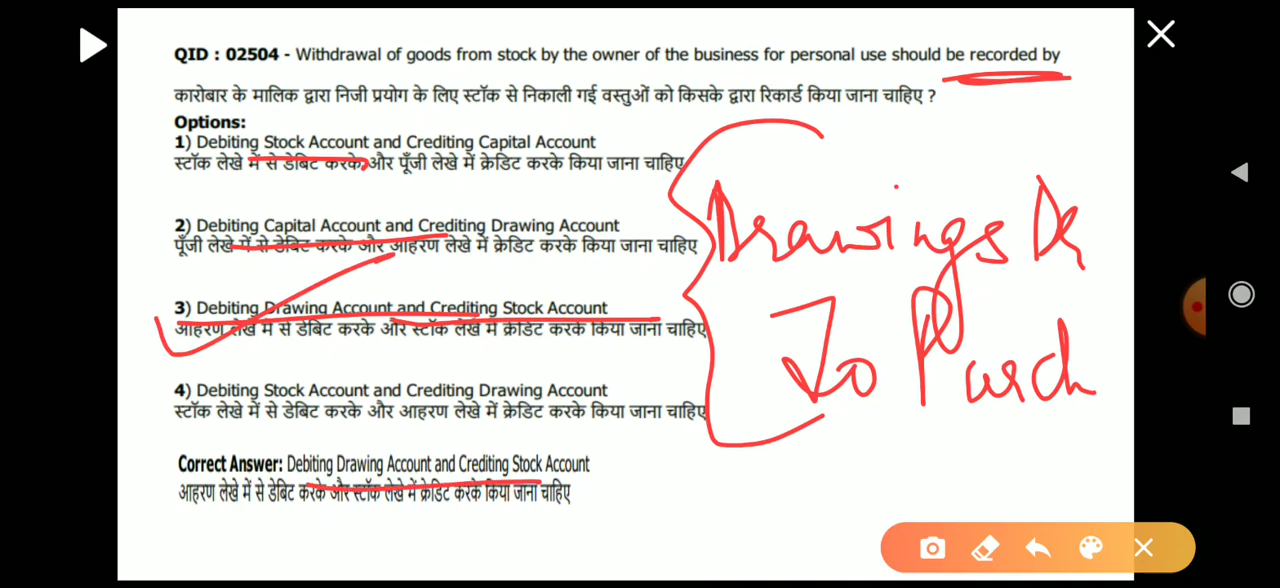 QID : 02504 - Withdrawal of goods from stock by the owner of the business for personal use should be recorded by
कारोबार के मालिक द्वारा निजी प्रयोग के लिए स्टॉक से निकाली गई वस्तुओं को किसके द्वारा रिकार्ड किया जाना चाहिए ?
Options:
1) Debiting Stock Account and Crediting Capital Account
स्टॉक लेखे में से डेबिट करके और पूँजी लेखे में क्रेडिट करके किया जाना चाहिए
2) Debiting Capital Account and Crediting Drawing Account
पूँजी लेखे में से डेबिट करके और आहरण लेखे में क्रेडिट करके किया जाना चाहिए
3) Debiting Drawing Account and Crediting Stock Account
आहरण लेखे में से डेबिट करके और स्टॉक लेखे में क्रेडिट करके किया जाना चाहिए
4) Debiting Stock Account and Crediting Drawing Account
स्टॉक लेखे में से डेबिट करके और आहरण लेखे में क्रेडिट करके किया जाना चाहिए
Correct Answer: Debiting Drawing Account and Crediting Stock Account
आहरण लेखे में से डेबिट करके और स्टॉक लेखे में क्रेडिट करके किया जाना चाहिए
Drawings Dr
To Purch